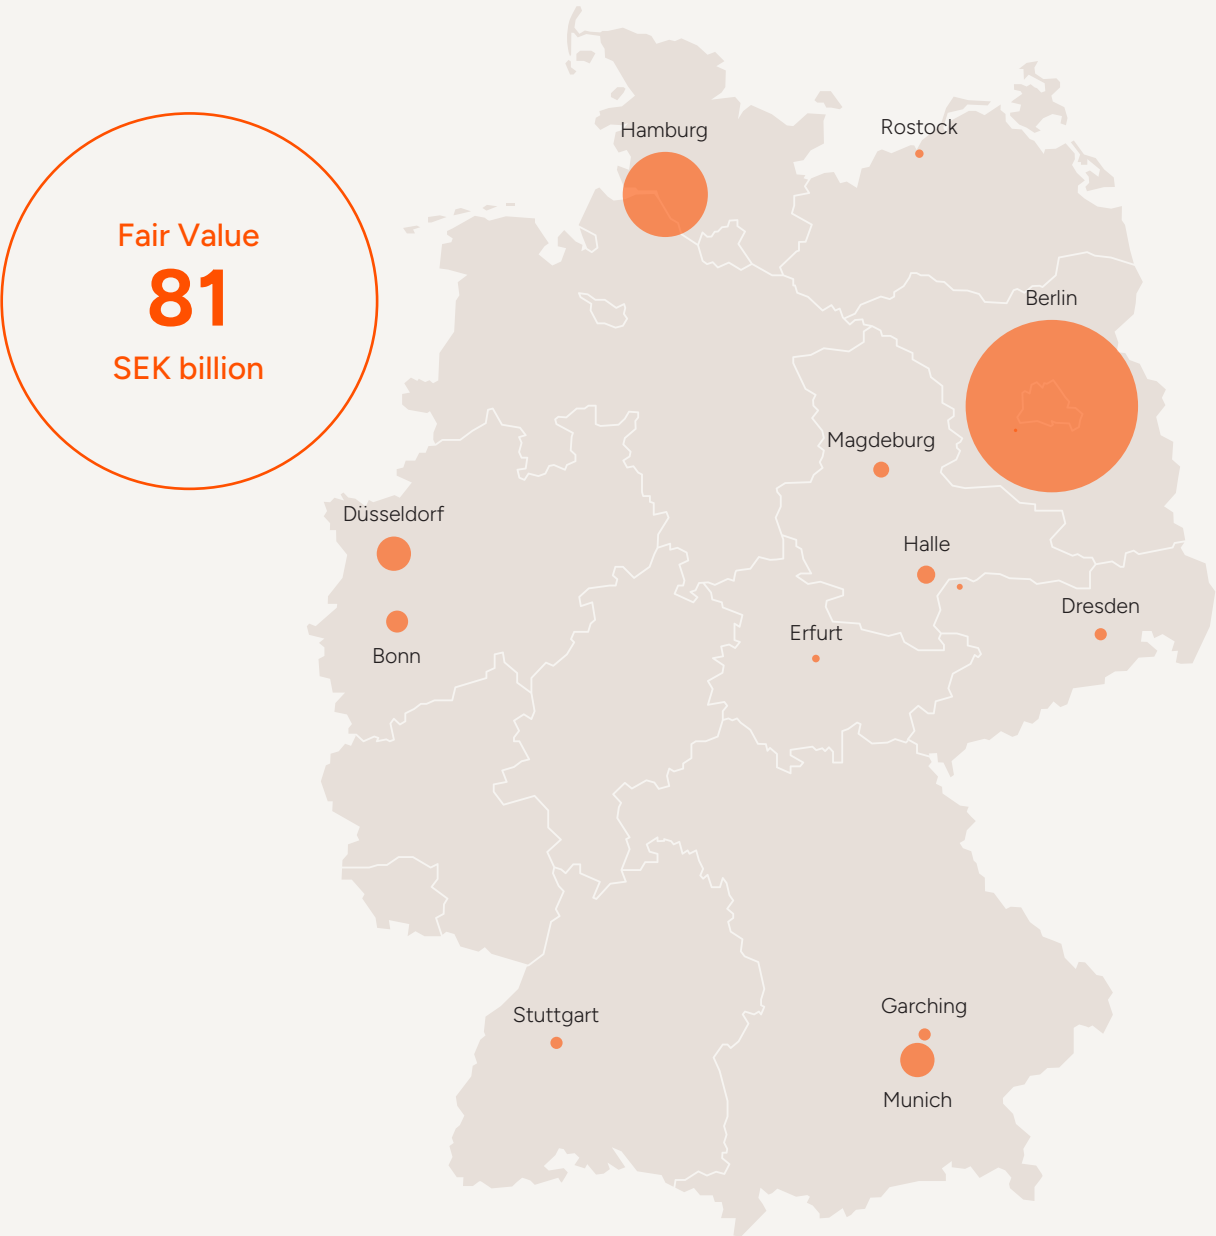 Hamburg
Rostock
Fair Value
81
SEK billion
Berlin
Magdeburg
Düsseldorf
Halle
Dresden
Erfurt
Bonn
Stuttgart
Garching
Munich